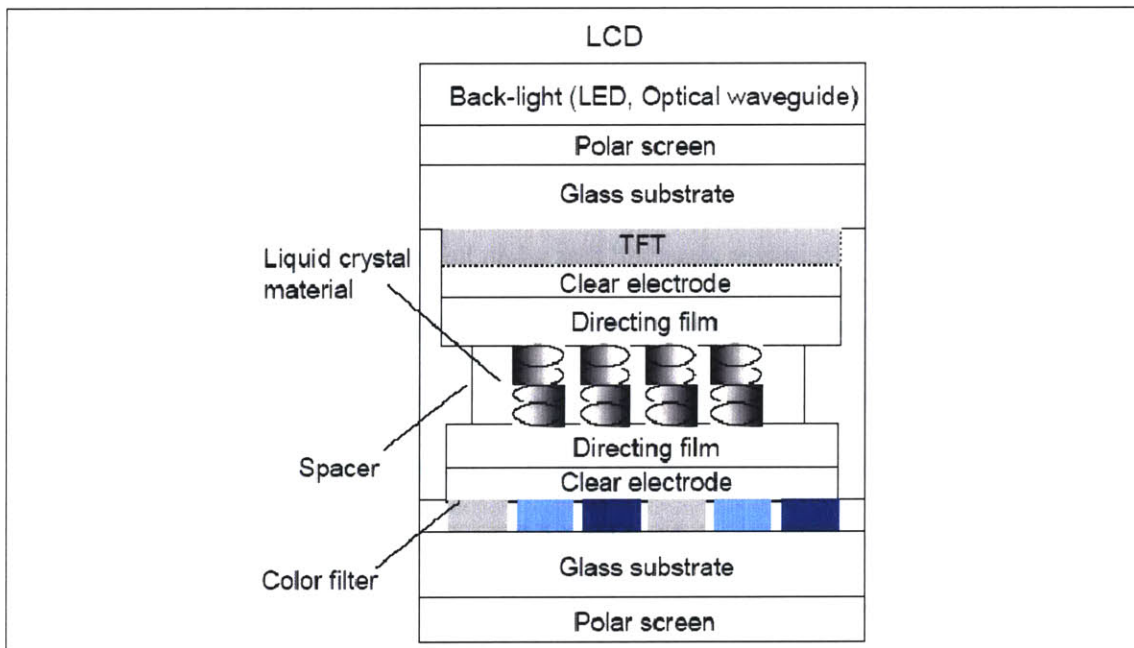 LCD
Back-light (LED, Optical waveguide)
Polar screen
Glass substrate
TFT
Liquid crystal
material
Clear electrode
Directing film
Spacer
Directing film
Clear electrode
Color filter
Glass substrate
Polar screen